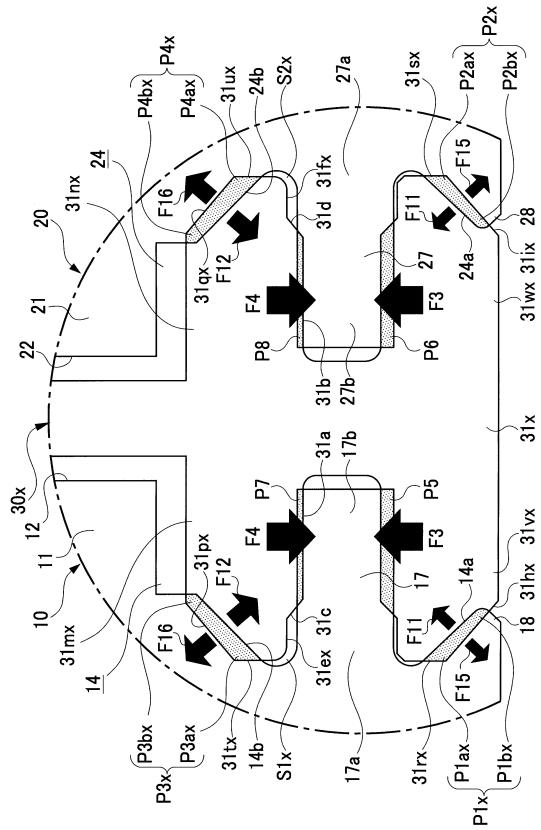 10
30x
20
11
12
22
21
14
31mx
31nx
24
P3bx
P4bx
P3x
F16
F16
P4x
P3ax
P4ax
31px
31qx
F12
F12
31tx
31ux
14b
F4
F4
24b
S1x
P7
P8
S2x
31ex
31a
31b
31fx
31c
31d
17a
17b
27b
27a
17
27
P5
P6
31rx
F11
F3
F3
F11
31sx
P1ax
F15
14a
24a
F15
P2ax
P1x
P2x
P1bx
P2bx
18
31hx
31vx
31x
31wx
31ix
28